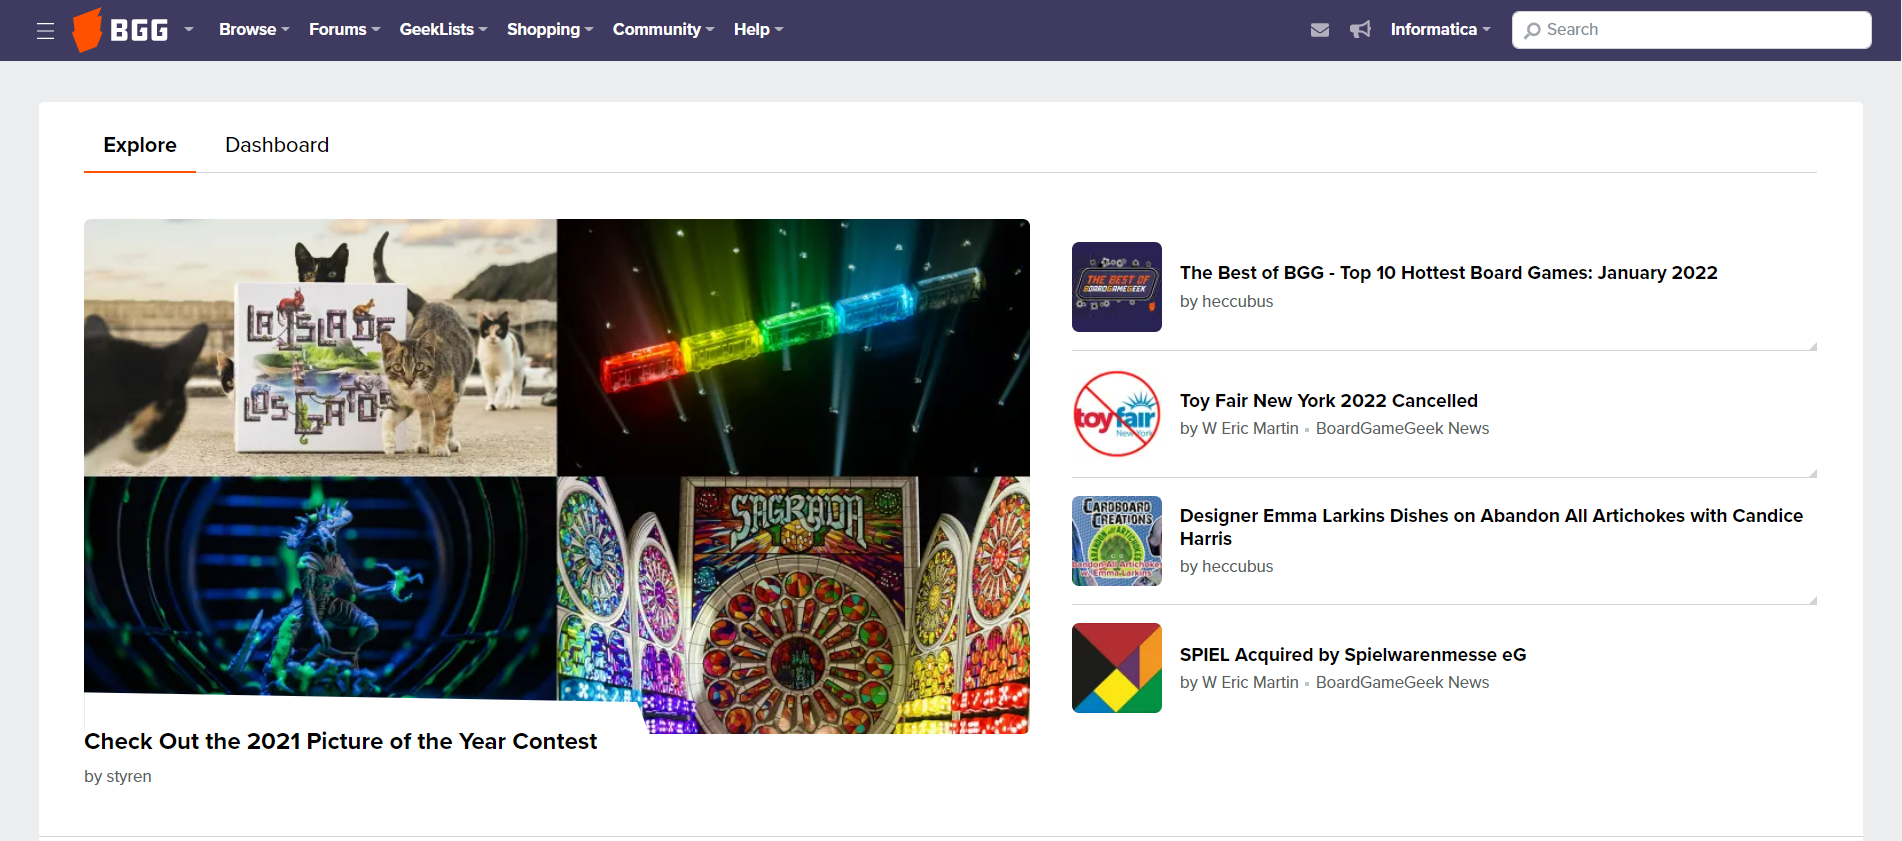 BGG
Browse
Forums
GeekLists
Shopping
Community
Help
Informatica
Search
Explore
Dashboard
LA ISLA DE
LOS GATOS
SAGRADA
Check Out the 2021 Picture of the Year Contest
by styren
THE BEST OF
BOARDGAMEGEEK
The Best of BGG - Top 10 Hottest Board Games: January 2022
by heccubus
toyfair
New York
Toy Fair New York 2022 Cancelled
by W Eric Martin ▪ BoardGameGeek News
CARDBOARD
CREATIONS
ABANDON ALL ARTICHOKES
Abandon All Artichokes
w/ Emma Larkins
Designer Emma Larkins Dishes on Abandon All Artichokes with Candice
Harris
by heccubus
SPIEL Acquired by Spielwarenmesse eG
by W Eric Martin ▪ BoardGameGeek News